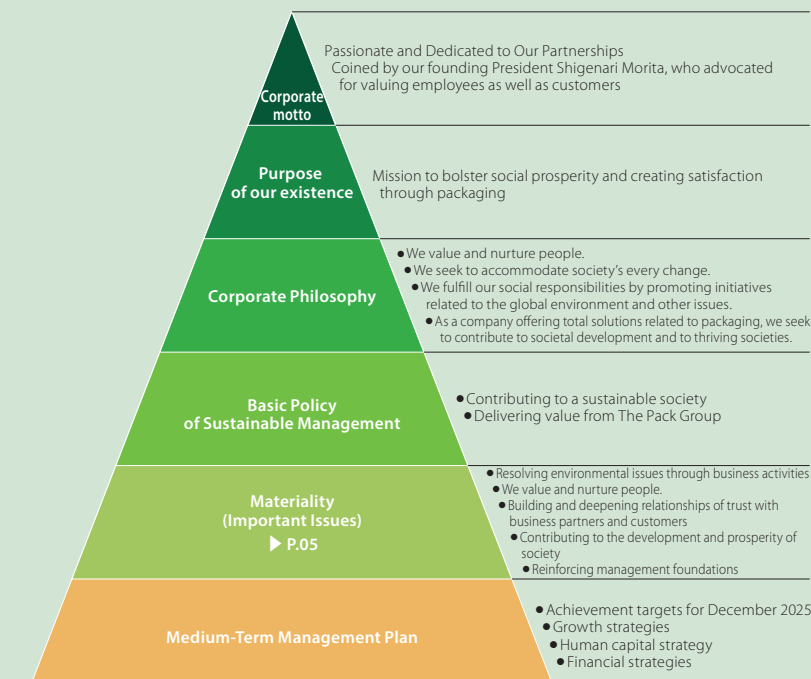 Passionate and Dedicated to Our Partnerships
Coined by our founding President Shigenari Morita, who advocated
for valuing employees as well as customers
Corporate
motto
Purpose
of our existence
Mission to bolster social prosperity and creating satisfaction
through packaging
Corporate Philosophy
●We value and nurture people.
●We seek to accommodate society’s every change.
●We fulfill our social responsibilities by promoting initiatives
related to the global environment and other issues.
●As a company offering total solutions related to packaging, we seek
to contribute to societal development and to thriving societies.
Basic Policy
of Sustainable Management
●Contributing to a sustainable society
●Delivering value from The Pack Group
Materiality
(Important Issues)
▶ P.05
●Resolving environmental issues through business activities
●We value and nurture people.
●Building and deepening relationships of trust with
business partners and customers
●Contributing to the development and prosperity of
society
●Reinforcing management foundations
Medium-Term Management Plan
●Achievement targets for December 2025
●Growth strategies
●Human capital strategy
●Financial strategies